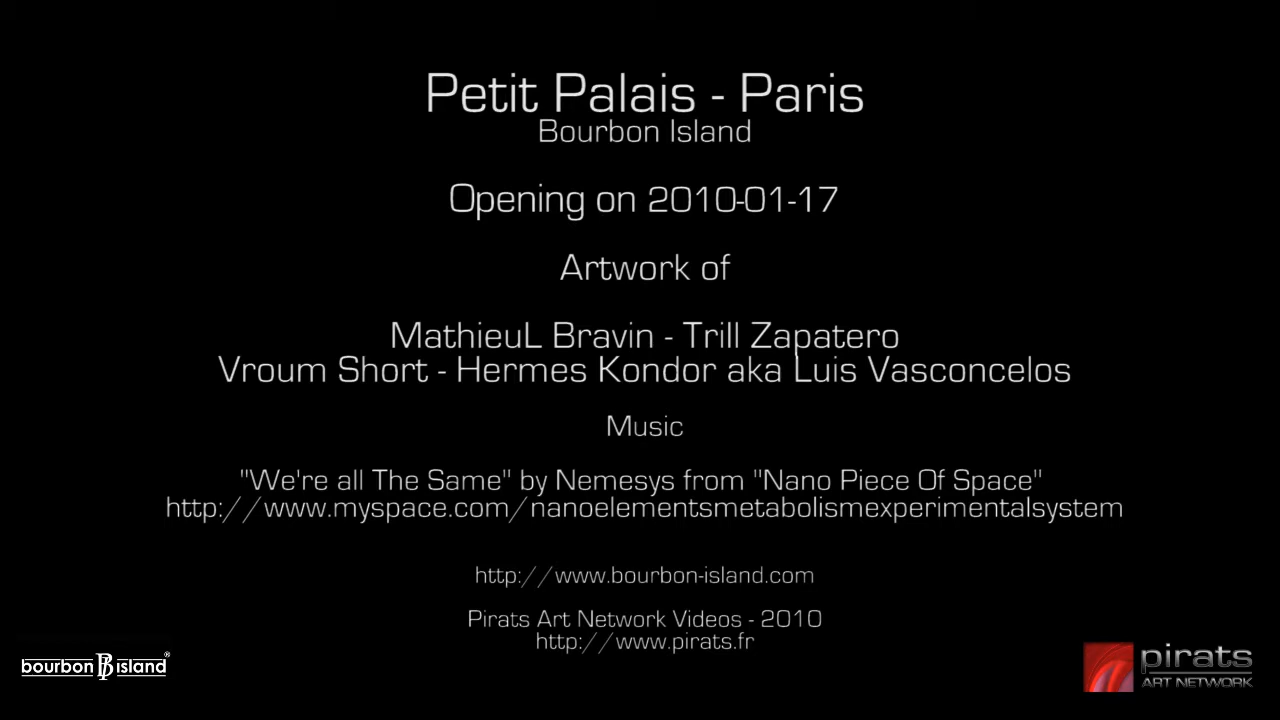 Petit Palais - Paris
Bourbon Island
Opening on 2010-01-17
Artwork of
MathieuL Bravin - Trill Zapatero
Vroum Short - Hermes Kondor aka Luis Vasconcelos
Music
"We're all The Same" by Nemesys from "Nano Piece Of Space"
http://www.myspace.com/nanoelementsmetabolismexperimentalsystem
http://www.bourbon-island.com
Pirats Art Network Videos - 2010
http://www.pirats.fr
bourbon BI island®
pirats
ART NETWORK